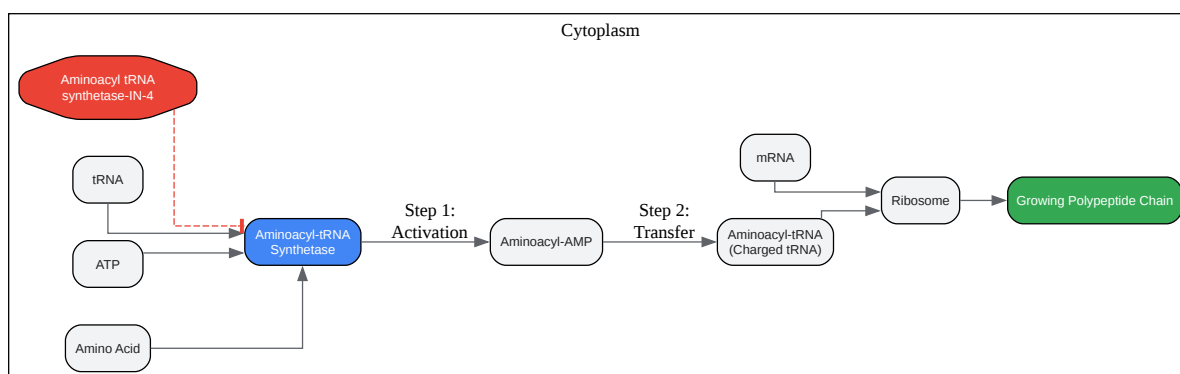 Cytoplasm
Aminoacyl tRNA
synthetase-IN-4
tRNA
ATP
Amino Acid
Aminoacyl-tRNA
Synthetase
Step 1:
Activation
Aminoacyl-AMP
Step 2:
Transfer
mRNA
Aminoacyl-tRNA
(Charged tRNA)
Ribosome
Growing Polypeptide Chain